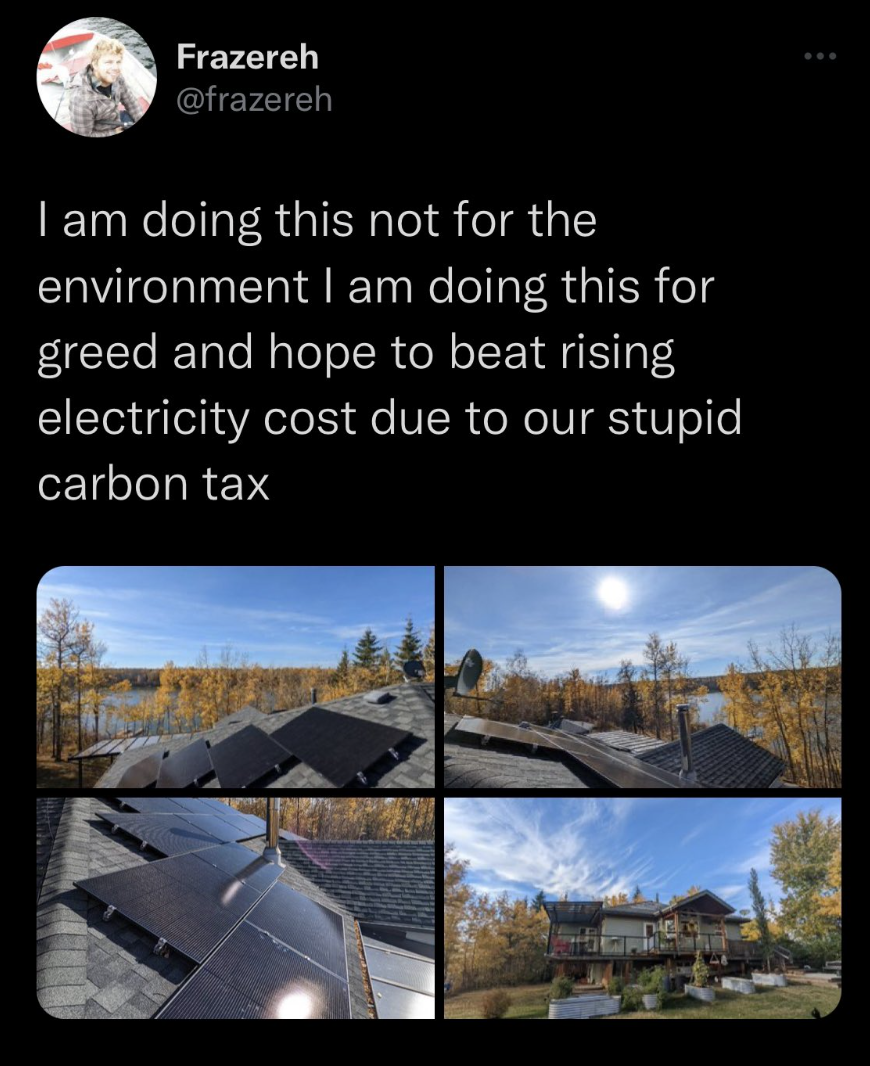 Frazereh
@frazereh
I am doing this not for the
environment I am doing this for
greed and hope to beat rising
electricity cost due to our stupid
carbon tax